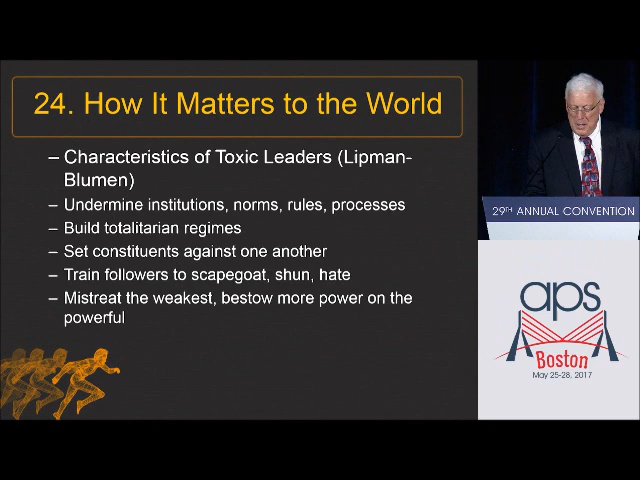 24. How It Matters to the World
– Characteristics of Toxic Leaders (Lipman-
Blumen)
– Undermine institutions, norms, rules, processes
– Build totalitarian regimes
– Set constituents against one another
– Train followers to scapegoat, shun, hate
– Mistreat the weakest, bestow more power on the
powerful
29TH ANNUAL CONVENTION
aps
Boston
May 25-28, 2017